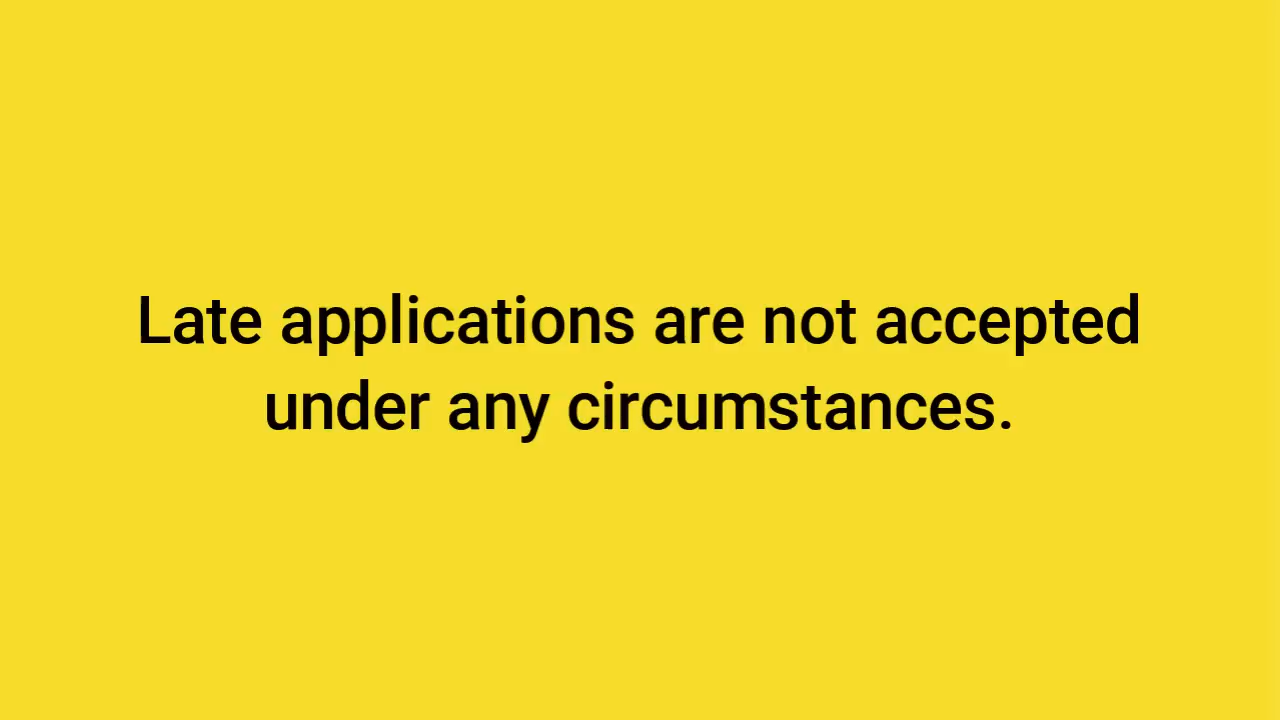 Late applications are not accepted
under any circumstances.